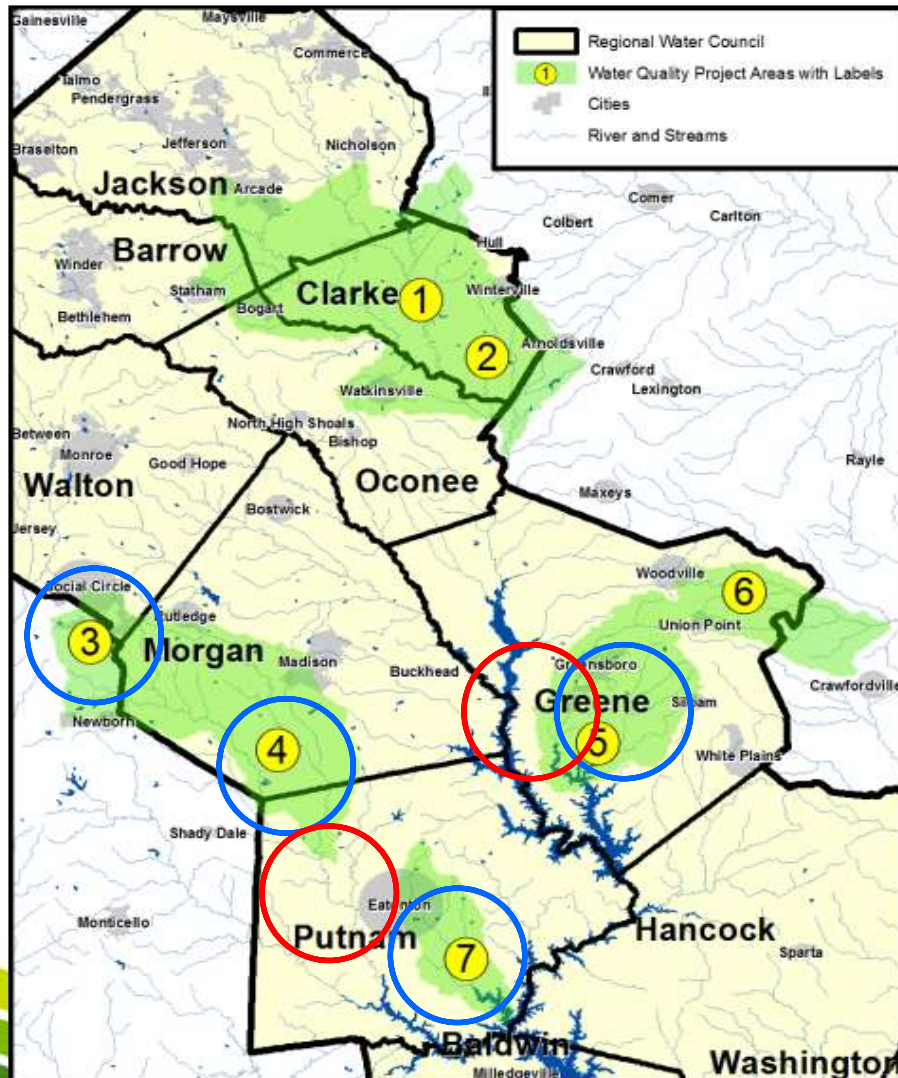 Gainesville
Maysville
Commerce
Talmo
Pendergrass
Braselton
Jefferson
Nicholson
Regional Water Council
1 Water Quality Project Areas with Labels
Cities
River and Streams
Jackson
Arcade
Comer
Colbert
Carlton
Barrow
Hull
Winder
Statham
Clarke
1
Winterville
Bogart
Bethlehem
2
Arnoldsville
Crawford
Lexington
Watkinsville
North High Shoals
Bishop
Between
Monroe
Good Hope
Rayle
Walton
Oconee
Maxeys
Bostwick
Jersey
Woodville
Social Circle
6
Rutledge
Union Point
3
Morgan
Madison
Buckhead
Greensboro
Crawfordville
Greene
Siloam
Newborn
4
5
White Plains
Shady Dale
Eatonton
Monticello
Putnam
Hancock
7
Sparta
Baldwin
Washington
Milledgeville